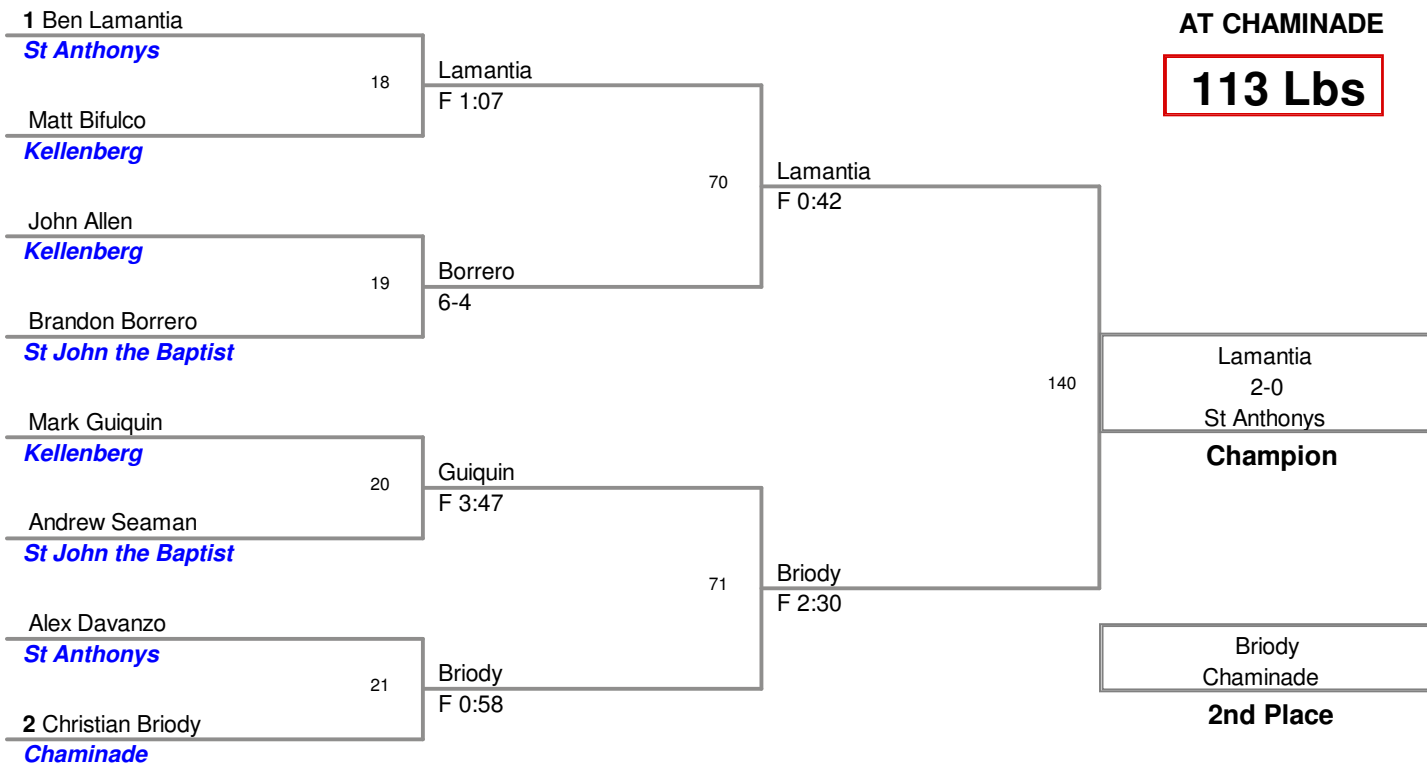 1 Ben Lamantia
St Anthonys
18
Matt Bifulco
Kellenberg
John Allen
Kellenberg
19
Brandon Borrero
St John the Baptist
Mark Guiquin
Kellenberg
20
Andrew Seaman
St John the Baptist
Alex Davanzo
St Anthonys
21
2 Christian Briody
Chaminade
Lamantia
F 1:07
70
Borrero
6-4
Guiquin
F 3:47
71
Briody
F 0:58
Lamantia
F 0:42
140
Briody
F 2:30
AT CHAMINADE
113 Lbs
Lamantia
2-0
St Anthonys
Champion
Briody
Chaminade
2nd Place